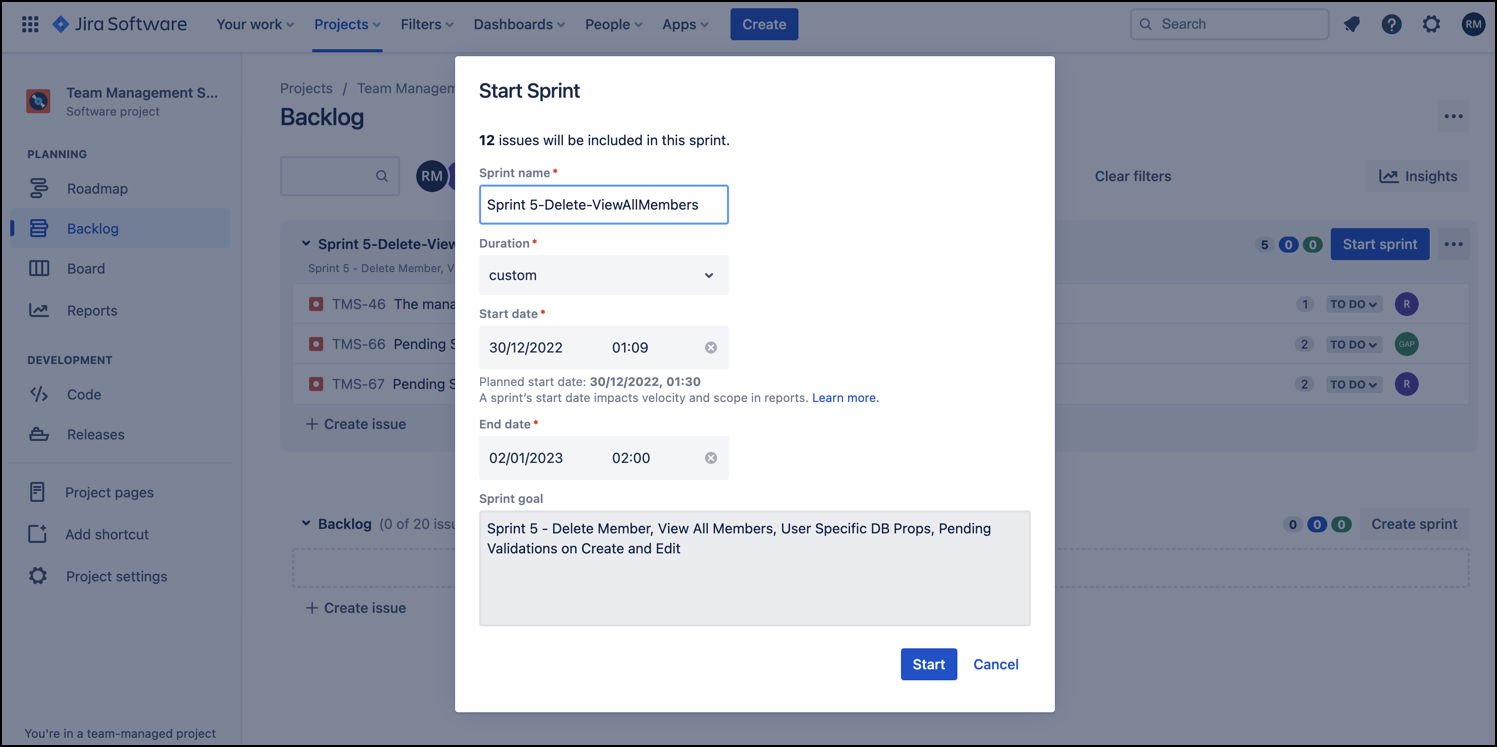 Jira Software Your work Projects Filters Dashboards People Apps Create Search RM
Team Management S...
Software project
PLANNING
Roadmap
Backlog
Board
Reports
DEVELOPMENT
Code
Releases
Project pages
Add shortcut
Project settings
You're in a team-managed project
Projects / Team Managem
Backlog
RM
Clear filters Insights
Sprint 5-Delete-View 5 0 0 Start sprint
Sprint 5 - Delete Member, V
TMS-46 The mana 1 TO DO R
TMS-66 Pending S 2 TO DO GAP
TMS-67 Pending S 2 TO DO R
+ Create issue
Backlog (0 of 20 issu 0 0 0 Create sprint
+ Create issue
Start Sprint
12 issues will be included in this sprint.
Sprint name*
Sprint 5-Delete-ViewAllMembers
Duration*
custom
Start date*
30/12/2022 01:09
Planned start date: 30/12/2022, 01:30
A sprint's start date impacts velocity and scope in reports. Learn more.
End date*
02/01/2023 02:00
Sprint goal
Sprint 5 - Delete Member, View All Members, User Specific DB Props, Pending
Validations on Create and Edit
Start Cancel